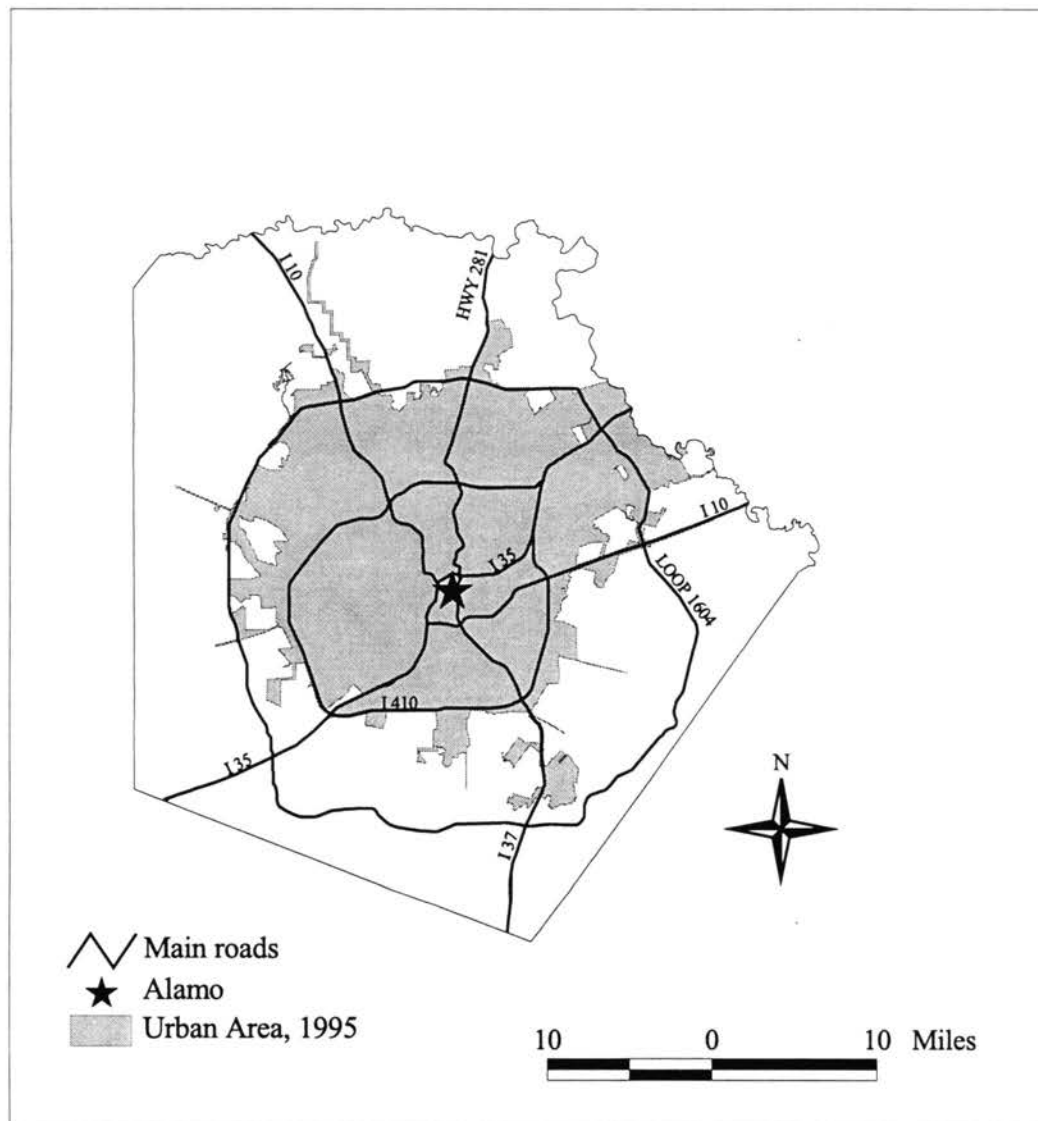 I 10
HWY 281
I 10
I 35
LOOP 1604
I 410
I 35
I 37
N
Main roads
Alamo
Urban Area, 1995
10 0 10 Miles